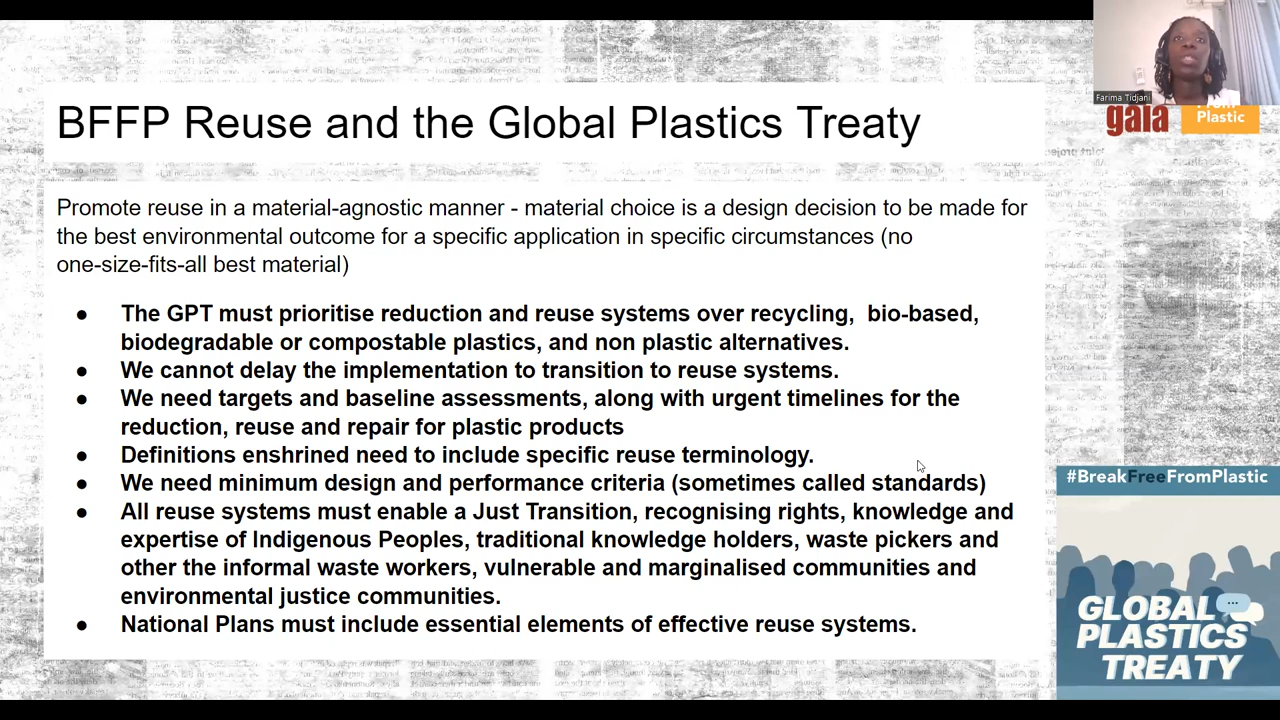 Farima Tidjani
gaia
Plastic
BFFP Reuse and the Global Plastics Treaty
Promote reuse in a material-agnostic manner - material choice is a design decision to be made for
the best environmental outcome for a specific application in specific circumstances (no
one-size-fits-all best material)
● The GPT must prioritise reduction and reuse systems over recycling, bio-based,
biodegradable or compostable plastics, and non plastic alternatives.
● We cannot delay the implementation to transition to reuse systems.
● We need targets and baseline assessments, along with urgent timelines for the
reduction, reuse and repair for plastic products
● Definitions enshrined need to include specific reuse terminology.
● We need minimum design and performance criteria (sometimes called standards)
● All reuse systems must enable a Just Transition, recognising rights, knowledge and
expertise of Indigenous Peoples, traditional knowledge holders, waste pickers and
other the informal waste workers, vulnerable and marginalised communities and
environmental justice communities.
● National Plans must include essential elements of effective reuse systems.
#BreakFreeFromPlastic
GLOBAL
PLASTICS
TREATY